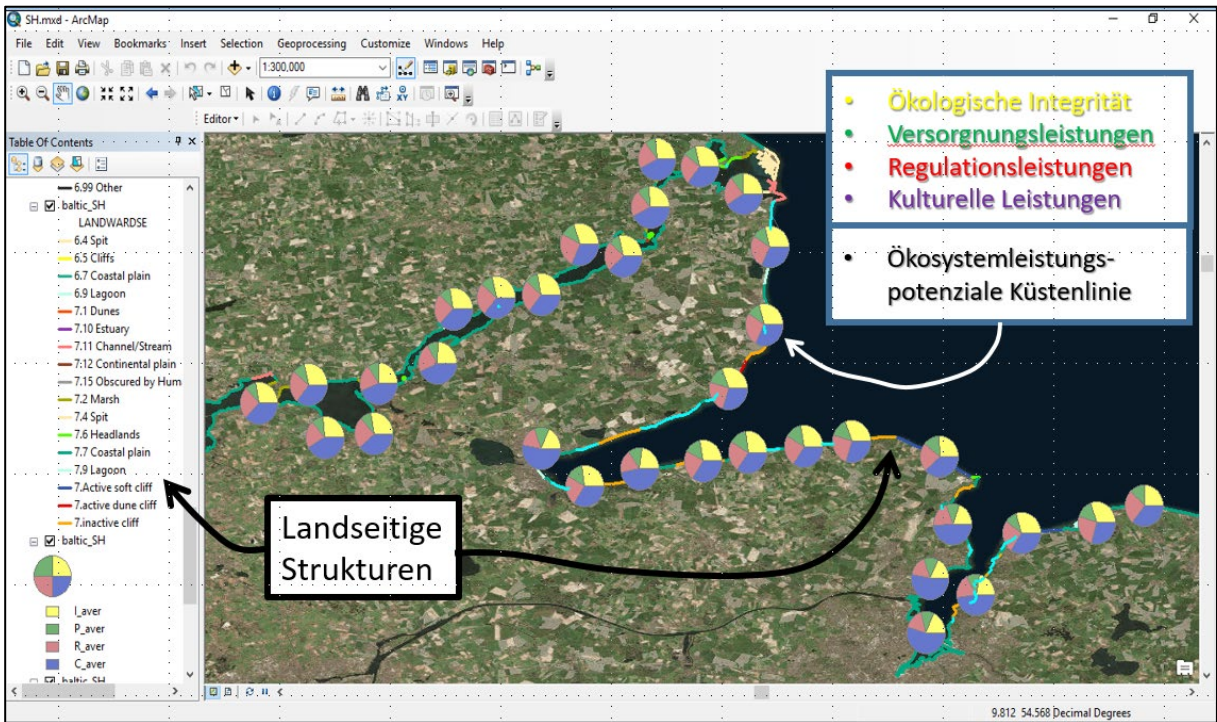 SH.mxd - ArcMap
File Edit View Bookmarks Insert Selection Geoprocessing Customize Windows Help
1:300,000
Editor
Table Of Contents
6.99 Other
baltic_SH
LANDWARDSE
6.4 Spit
6.5 Cliffs
6.7 Coastal plain
6.9 Lagoon
7.1 Dunes
7.10 Estuary
7.11 Channel/Stream
7:12 Continental plain
7.15 Obscured by Hum
7.2 Marsh
7.4 Spit
7.6 Headlands
7.7 Coastal plain
7.9 Lagoon
7.Active soft cliff
7.active dune cliff
7.inactive cliff
baltic_SH
I_aver
P_aver
R_aver
C_aver
baltic_SH
• Ökologische Integrität
• Versorgnungsleistungen
• Regulationsleistungen
• Kulturelle Leistungen
• Ökosystemleistungs-
potenziale Küstenlinie
Landseitige
Strukturen
9.812 54.568 Decimal Degrees